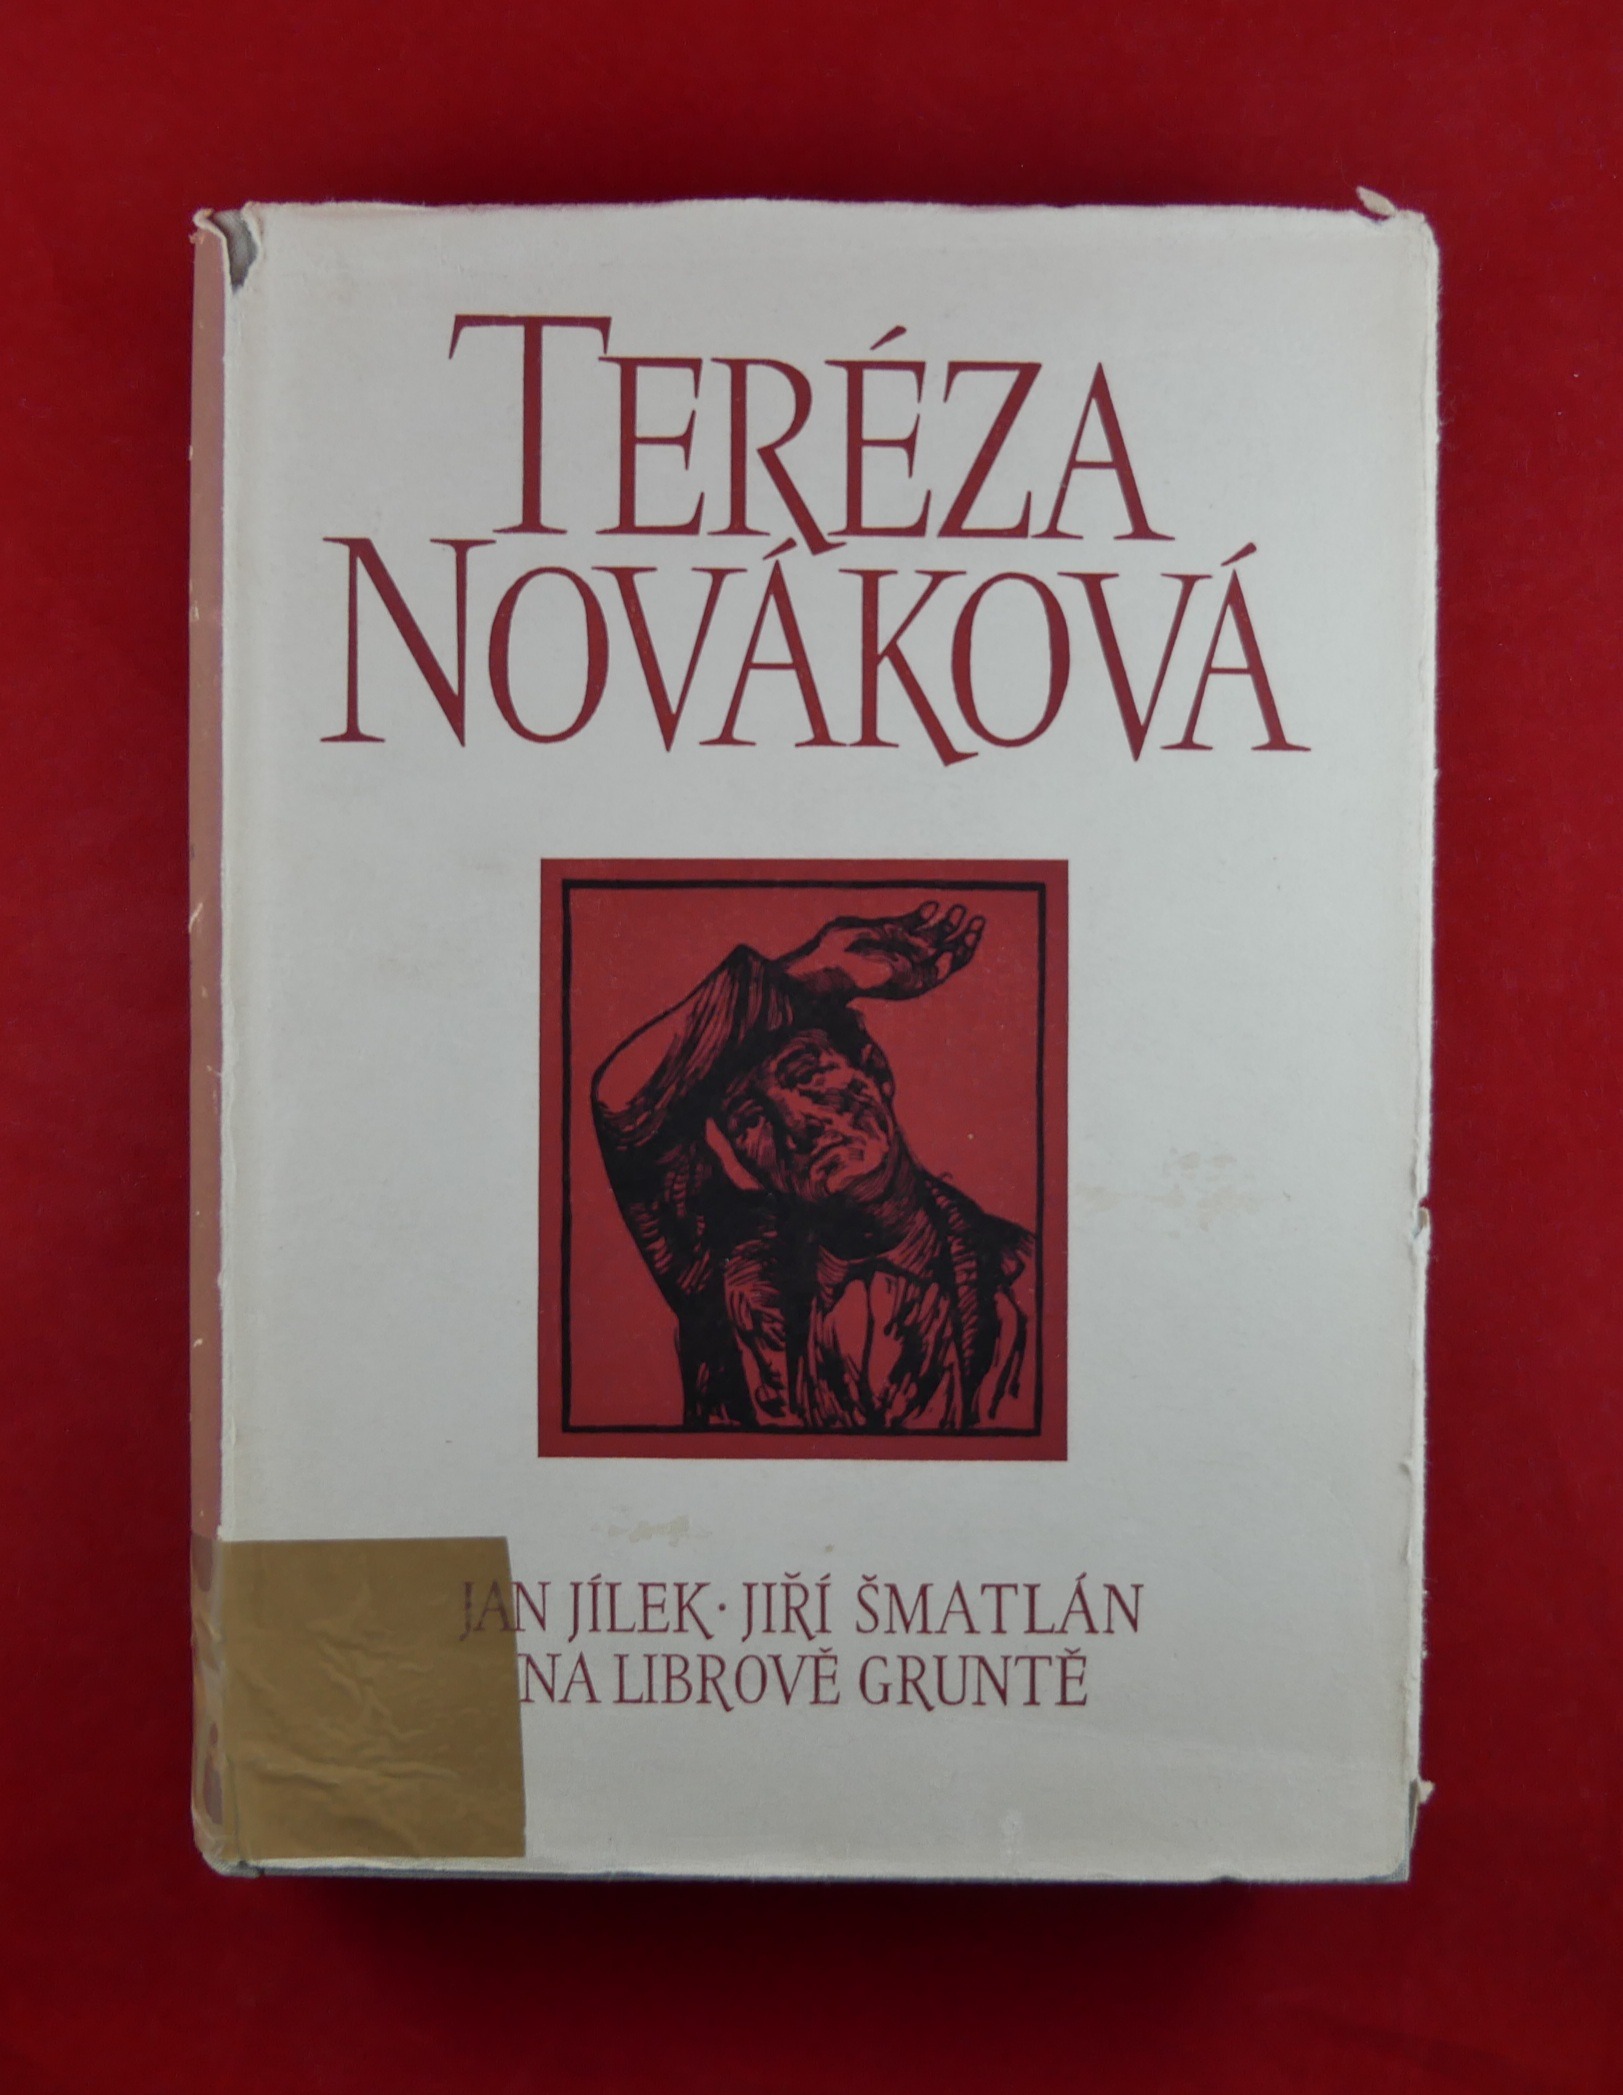 TERÉZA
NOVÁKOVÁ
JAN JÍLEK · JIŘÍ ŠMATLÁN
NA LIBROVĚ GRUNTĚ